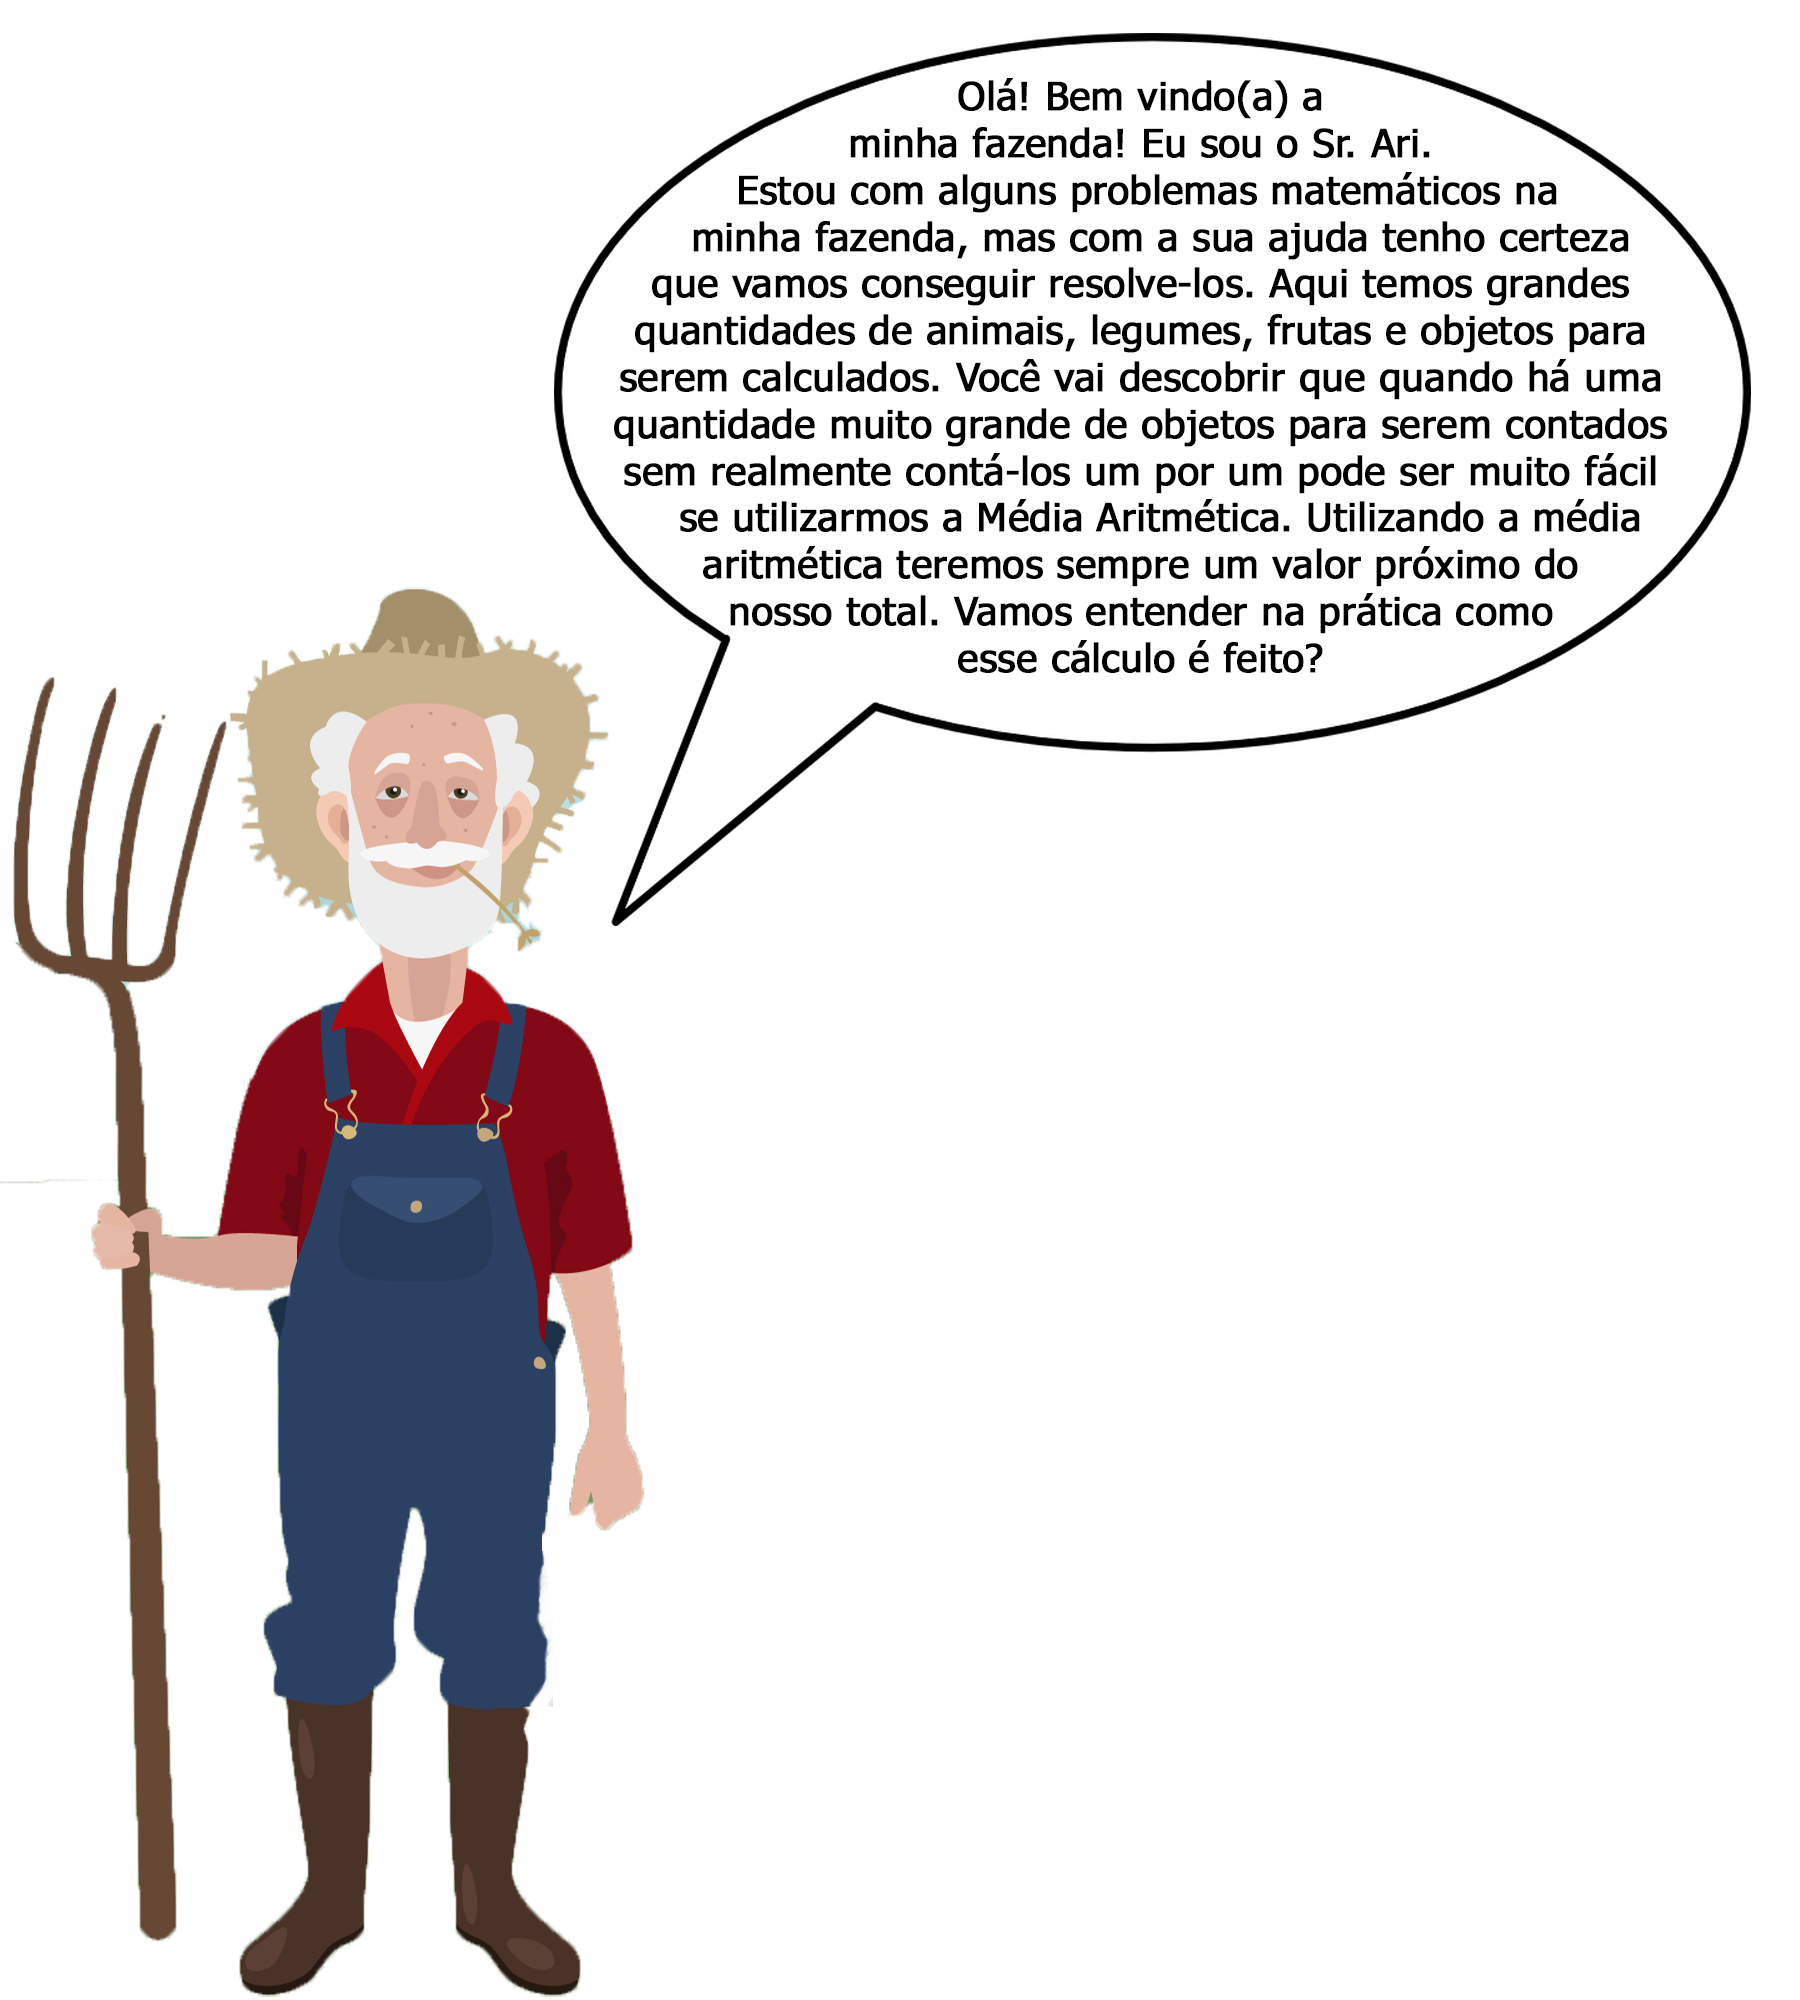 Olá! Bem vindo(a) a
minha fazenda! Eu sou o Sr. Ari.
Estou com alguns problemas matemáticos na
minha fazenda, mas com a sua ajuda tenho certeza
que vamos conseguir resolve-los. Aqui temos grandes
quantidades de animais, legumes, frutas e objetos para
serem calculados. Você vai descobrir que quando há uma
quantidade muito grande de objetos para serem contados
sem realmente contá-los um por um pode ser muito fácil
se utilizarmos a Média Aritmética. Utilizando a média
aritmética teremos sempre um valor próximo do
nosso total. Vamos entender na prática como
esse cálculo é feito?